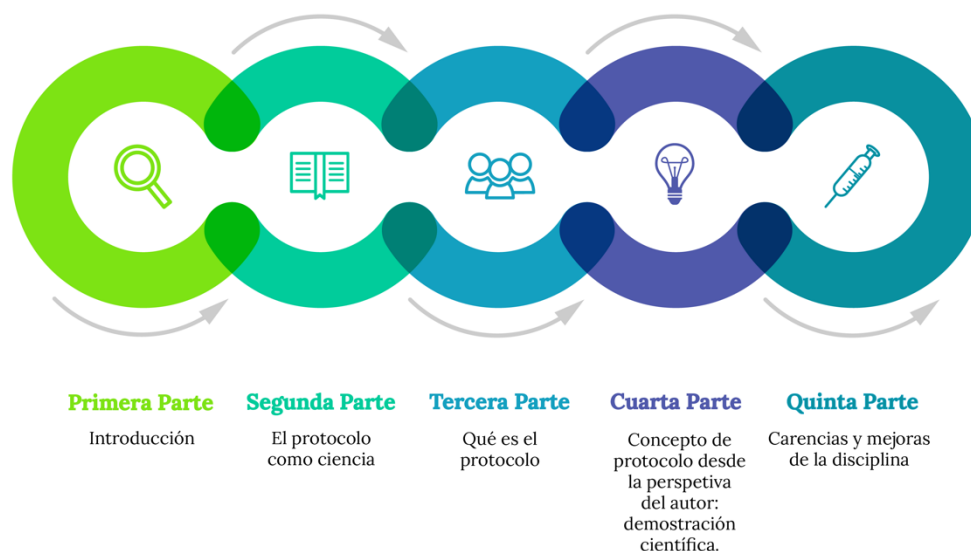 Primera Parte
Introducción
Segunda Parte
El protocolo
como ciencia
Tercera Parte
Qué es el
protocolo
Cuarta Parte
Concepto de
protocolo desde
la perspetiva
del autor:
demostración
científica.
Quinta Parte
Carencias y mejoras
de la disciplina